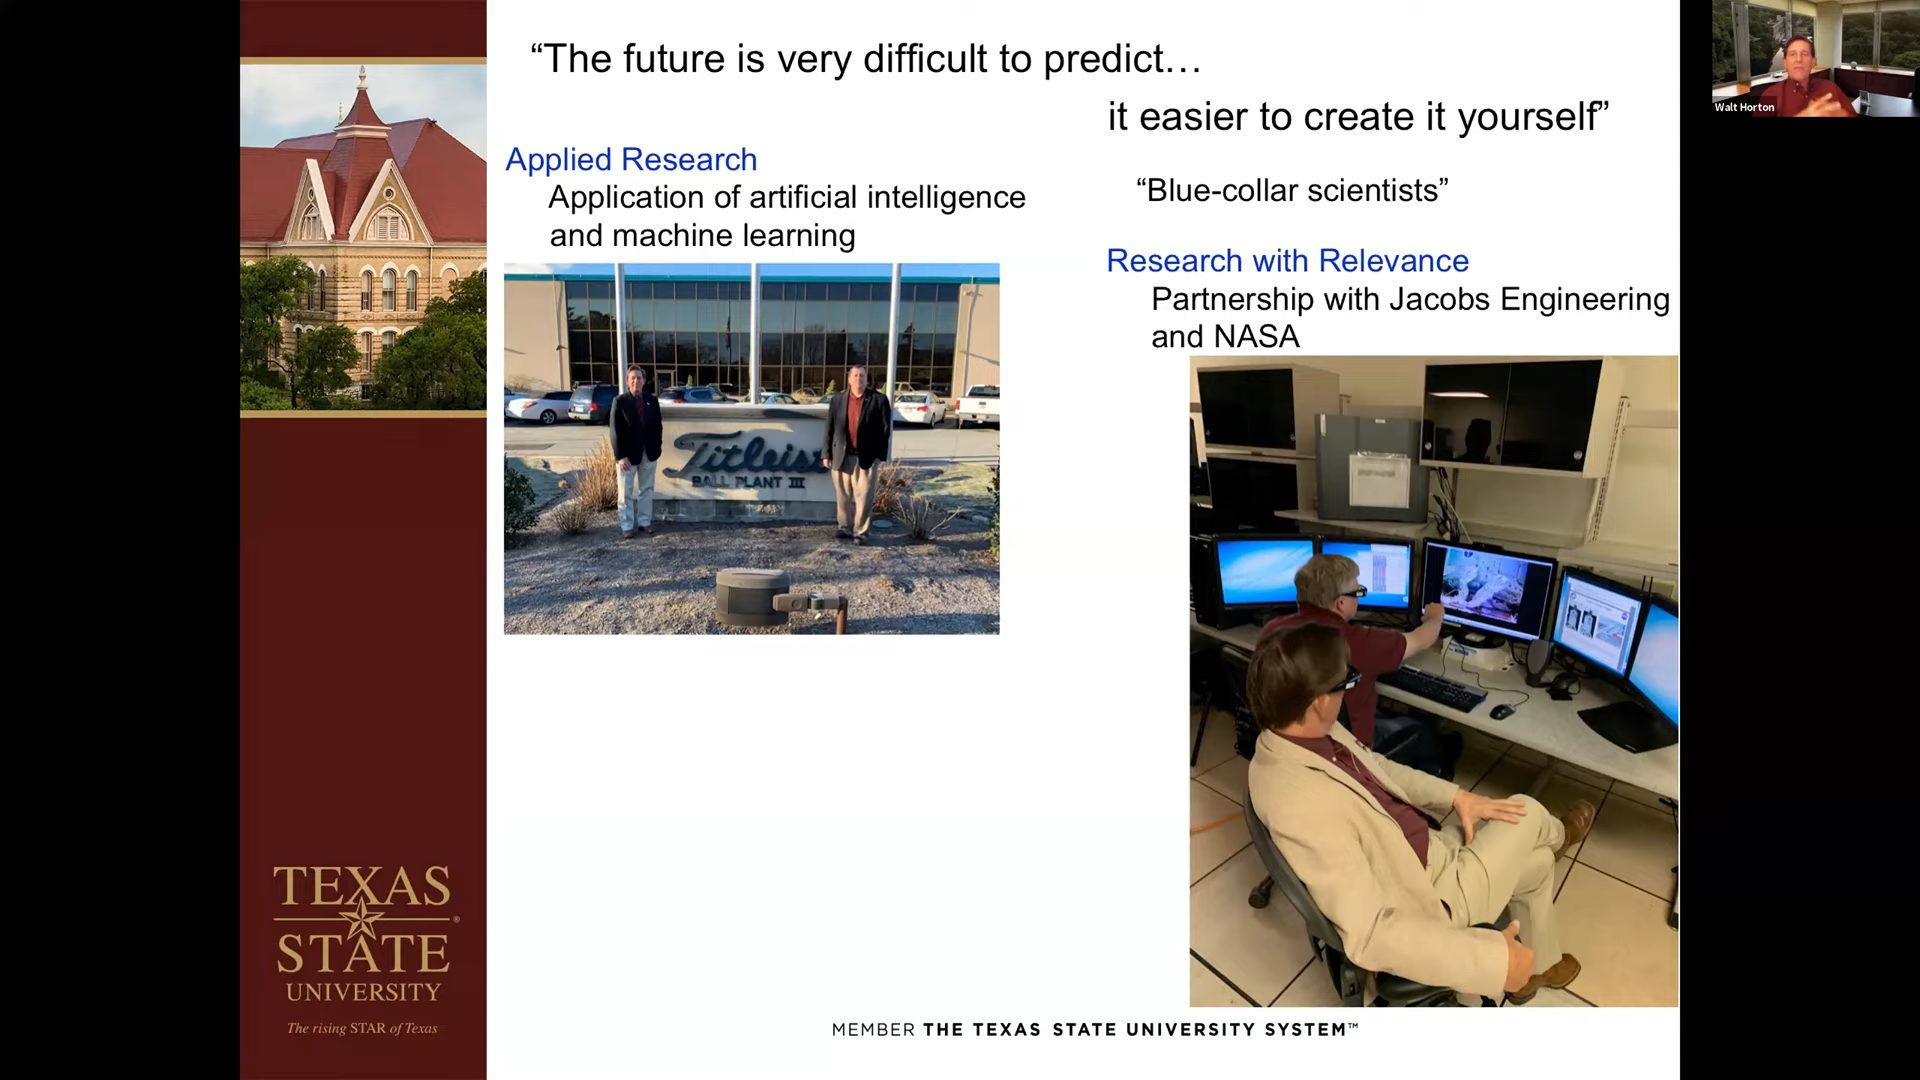 “The future is very difficult to predict…
it easier to create it yourself”
Applied Research
Application of artificial intelligence
and machine learning
“Blue-collar scientists”
Research with Relevance
Partnership with Jacobs Engineering
and NASA
Titleist
BALL PLANT III
TEXAS
STATE
®
UNIVERSITY
The rising STAR of Texas
MEMBER THE TEXAS STATE UNIVERSITY SYSTEM™
Walt Horton